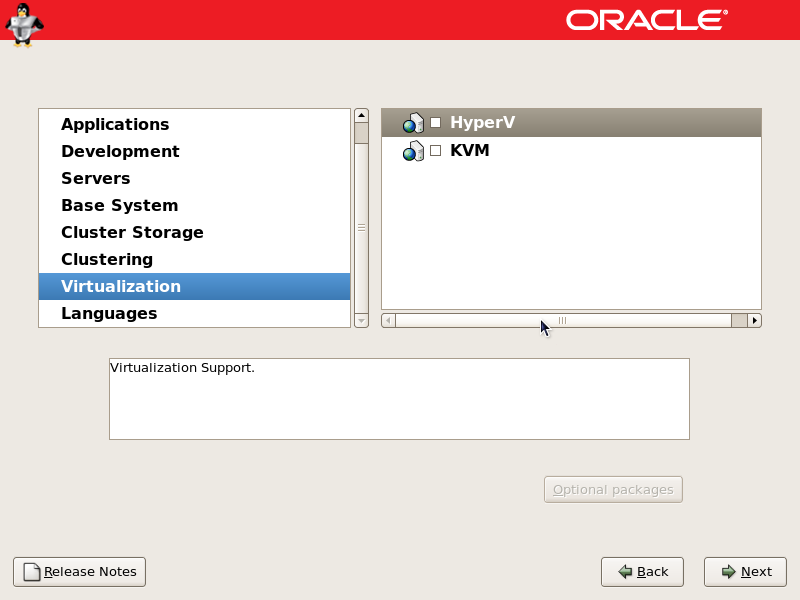 ORACLE®
Applications
Development
Servers
Base System
Cluster Storage
Clustering
Virtualization
Languages
HyperV
KVM
Virtualization Support.
Optional packages
Release Notes
Back
Next